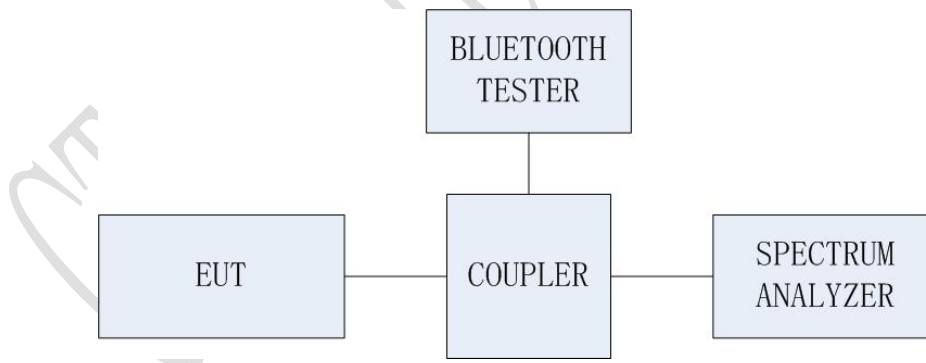 BLUETOOTH
TESTER
EUT
COUPLER
SPECTRUM
ANALYZER